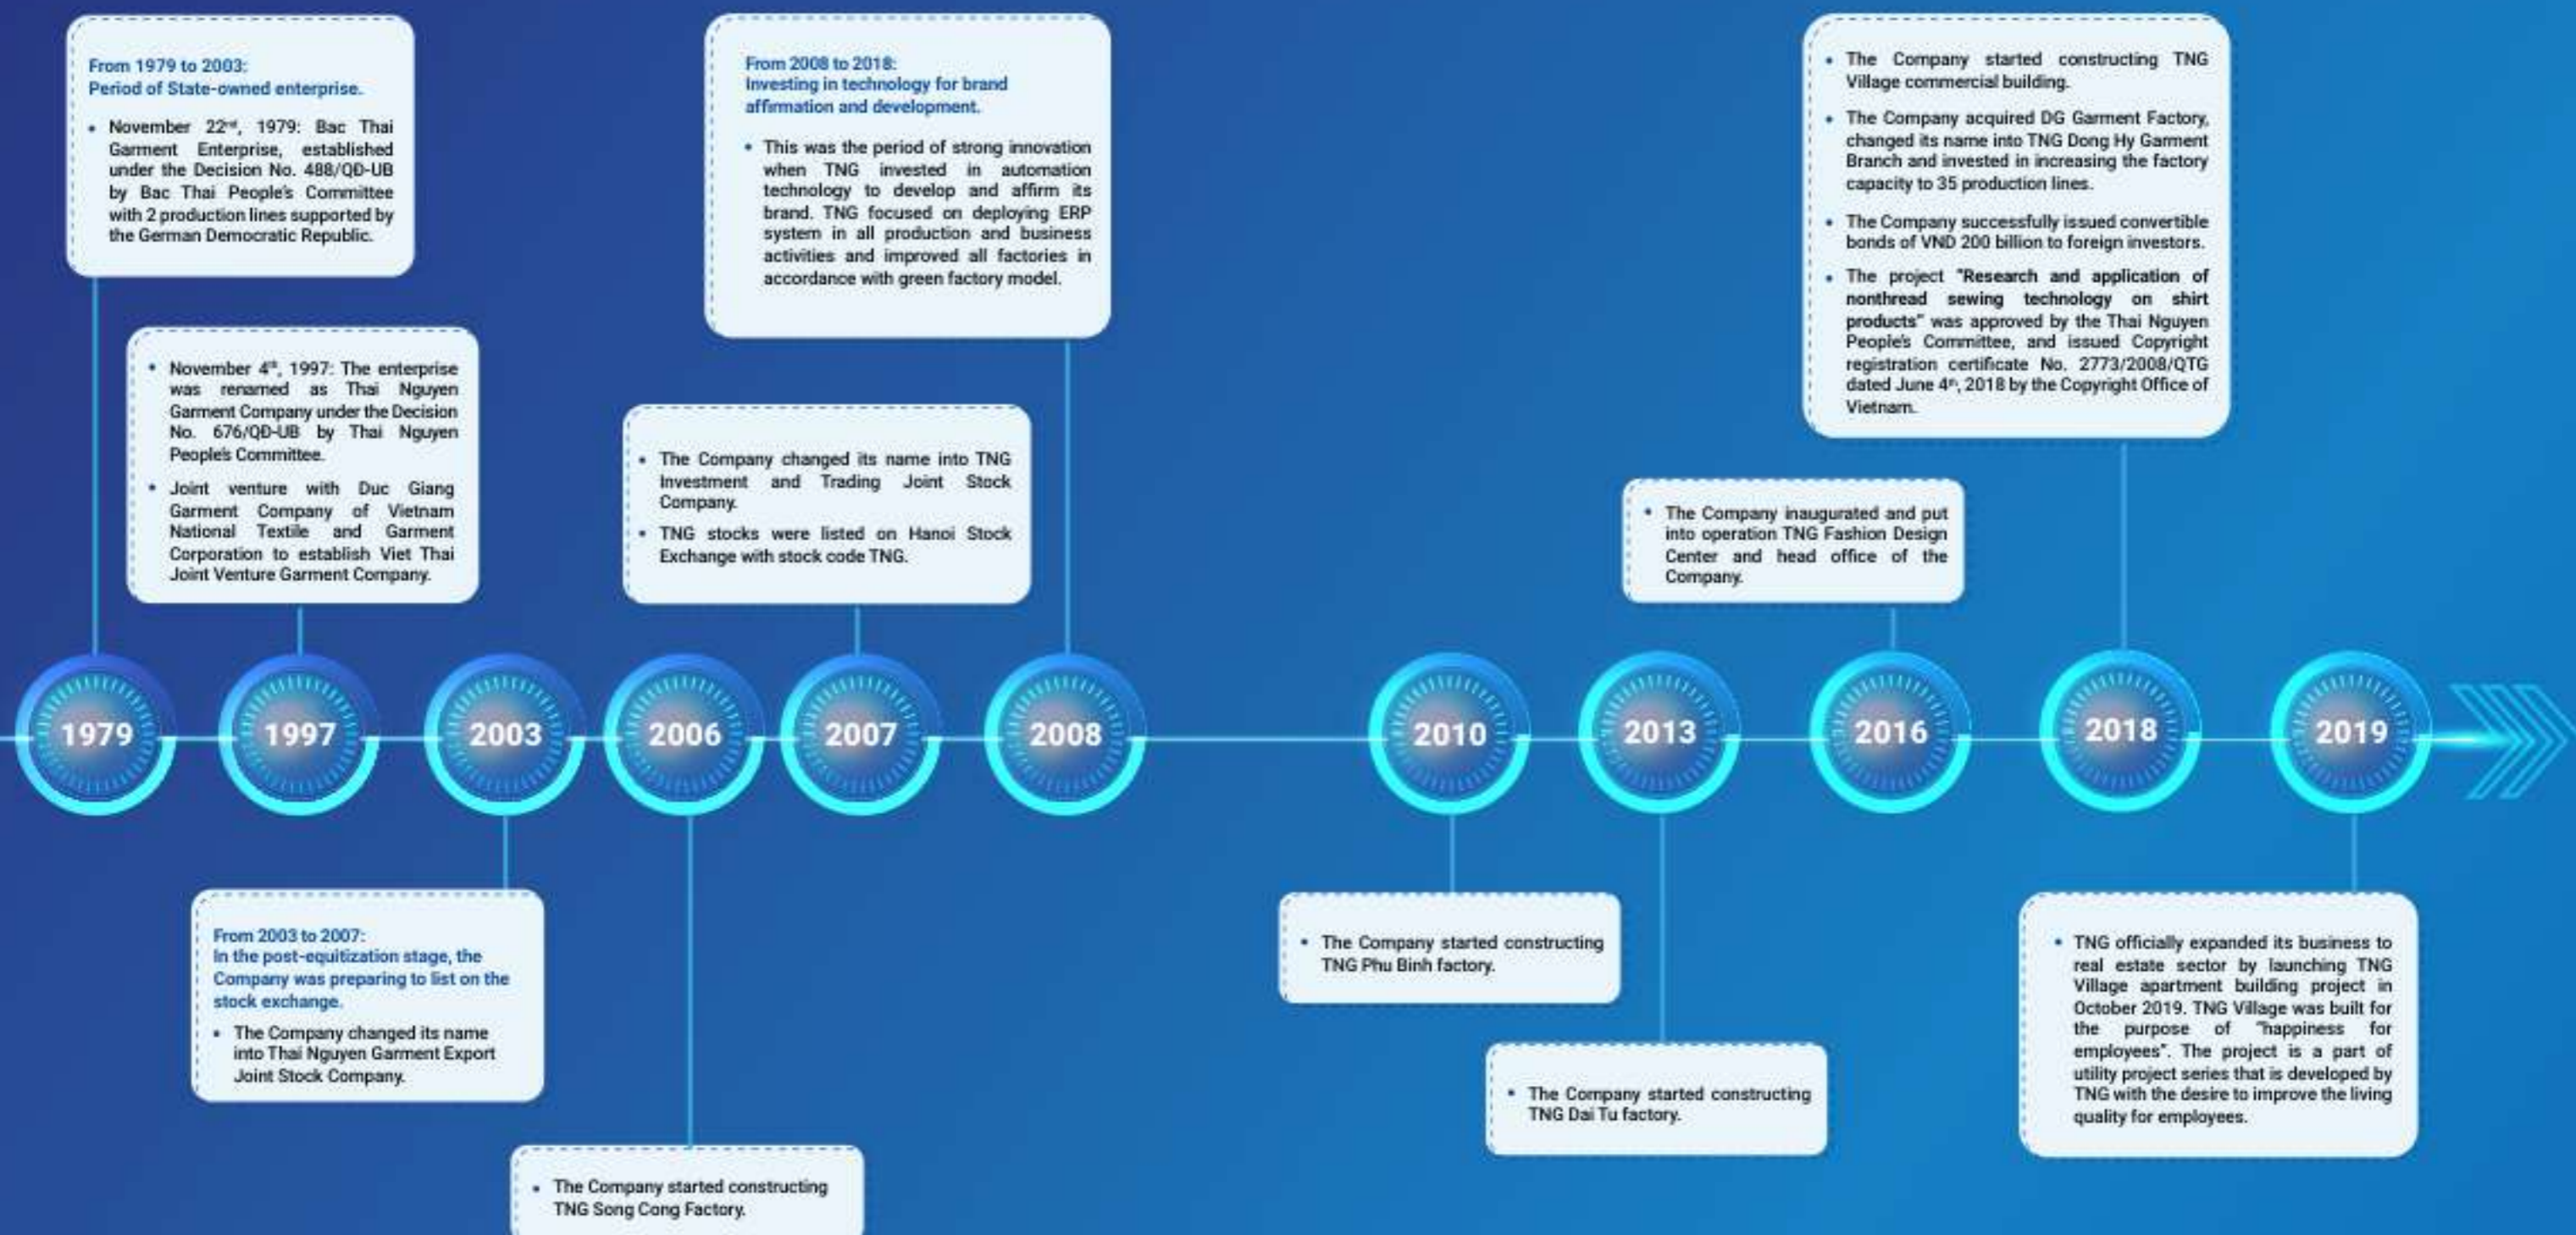 From 1979 to 2003:
Period of State-owned enterprise.
• November 22nd, 1979: Bac Thai
Garment Enterprise, established
under the Decision No. 488/QĐ-UB
by Bac Thai People's Committee
with 2 production lines supported by
the German Democratic Republic.
• November 4th, 1997: The enterprise
was renamed as Thai Nguyen
Garment Company under the Decision
No. 676/QĐ-UB by Thai Nguyen
People's Committee.
• Joint venture with Duc Giang
Garment Company of Vietnam
National Textile and Garment
Corporation to establish Viet Thai
Joint Venture Garment Company.
From 2008 to 2018:
Investing in technology for brand
affirmation and development.
• This was the period of strong innovation
when TNG invested in automation
technology to develop and affirm its
brand. TNG focused on deploying ERP
system in all production and business
activities and improved all factories in
accordance with green factory model.
• The Company changed its name into TNG
Investment and Trading Joint Stock
Company.
• TNG stocks were listed on Hanoi Stock
Exchange with stock code TNG.
• The Company started constructing TNG
Village commercial building.
• The Company acquired DG Garment Factory,
changed its name into TNG Dong Hy Garment
Branch and invested in increasing the factory
capacity to 35 production lines.
• The Company successfully issued convertible
bonds of VND 200 billion to foreign investors.
• The project "Research and application of
nonthread sewing technology on shirt
products" was approved by the Thai Nguyen
People's Committee, and issued Copyright
registration certificate No. 2773/2008/QTG
dated June 4th, 2018 by the Copyright Office of
Vietnam.
• The Company inaugurated and put
into operation TNG Fashion Design
Center and head office of the
Company.
1979 1997 2003 2006 2007 2008 2010 2013 2016 2018 2019
From 2003 to 2007:
In the post-equitization stage, the
Company was preparing to list on the
stock exchange.
• The Company changed its name
into Thai Nguyen Garment Export
Joint Stock Company.
• The Company started constructing
TNG Song Cong Factory.
• The Company started constructing
TNG Phu Binh factory.
• The Company started constructing
TNG Dai Tu factory.
• TNG officially expanded its business to
real estate sector by launching TNG
Village apartment building project in
October 2019. TNG Village was built for
the purpose of "happiness for
employees". The project is a part of
utility project series that is developed by
TNG with the desire to improve the living
quality for employees.